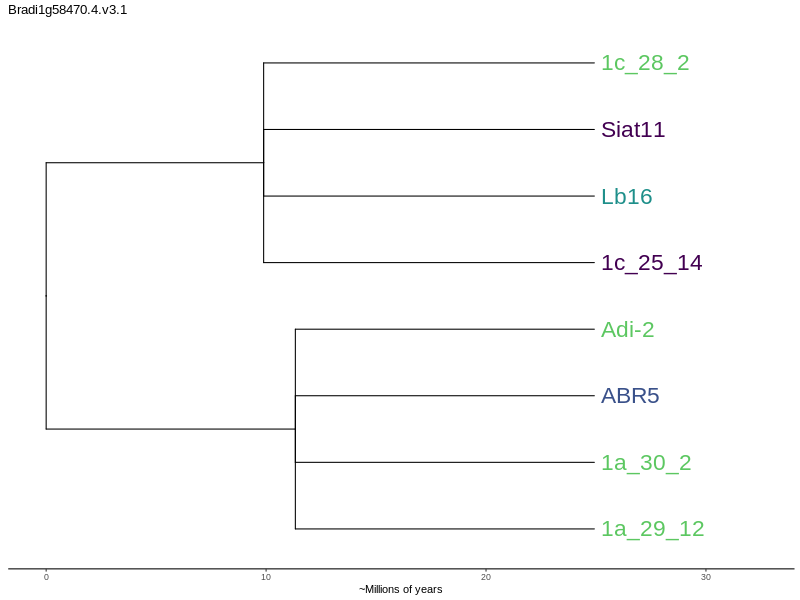 Bradi1g58470.4.v3.1
1c_28_2
Siat11
Lb16
1c_25_14
Adi-2
ABR5
1a_30_2
1a_29_12
0 10 20 30
~Millions of years